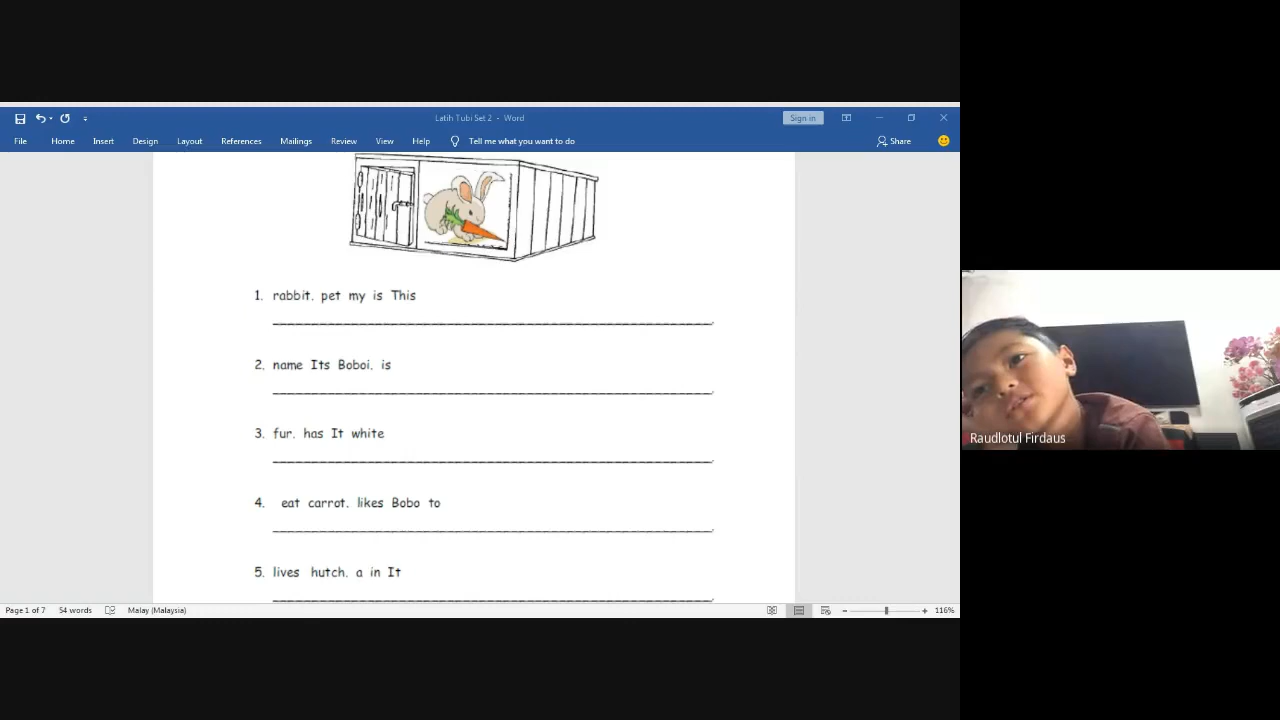 Latih Tubi Set 2 - Word
Sign in
File Home Insert Design Layout References Mailings Review View Help Tell me what you want to do Share
1. rabbit. pet my is This
2. name Its Boboi. is
3. fur. has It white
4. eat carrot. likes Bobo to
5. lives hutch. a in It
Raudlotul Firdaus
Page 1 of 7 54 words Malay (Malaysia) 116%